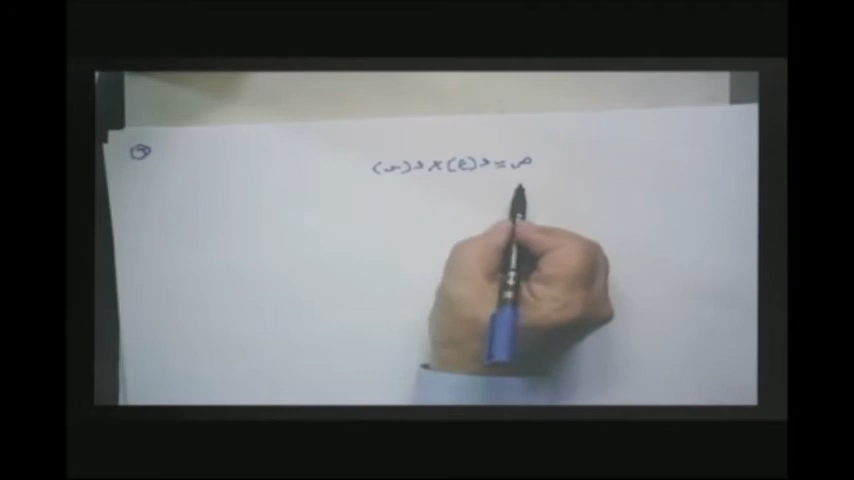 ص = د(ع) × د(س)